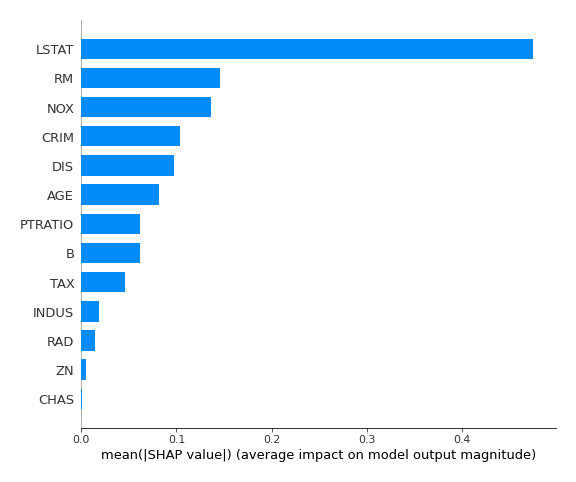 LSTAT
RM
NOX
CRIM
DIS
AGE
PTRATIO
B
TAX
INDUS
RAD
ZN
CHAS
0.0 0.1 0.2 0.3 0.4
mean(|SHAP value|) (average impact on model output magnitude)